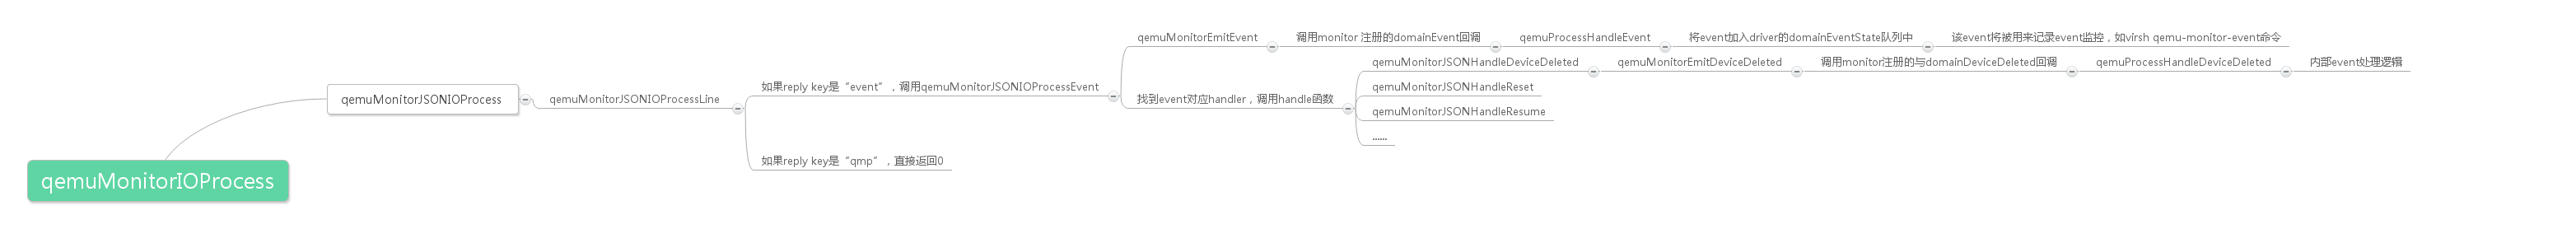 qemuMonitorIOProcess
qemuMonitorJSONIOProcess
qemuMonitorJSONIOProcessLine
如果reply key是“event”，调用qemuMonitorJSONIOProcessEvent
qemuMonitorEmitEvent
调用monitor 注册的domainEvent回调
qemuProcessHandleEvent
将event加入driver的domainEventState队列中
该event将被用来记录event监控，如virsh qemu-monitor-event命令
找到event对应handler，调用handle函数
qemuMonitorJSONHandleDeviceDeleted
qemuMonitorEmitDeviceDeleted
调用monitor注册的与domainDeviceDeleted回调
qemuProcessHandleDeviceDeleted
内部event处理逻辑
qemuMonitorJSONHandleReset
qemuMonitorJSONHandleResume
......
如果reply key是“qmp”，直接返回0